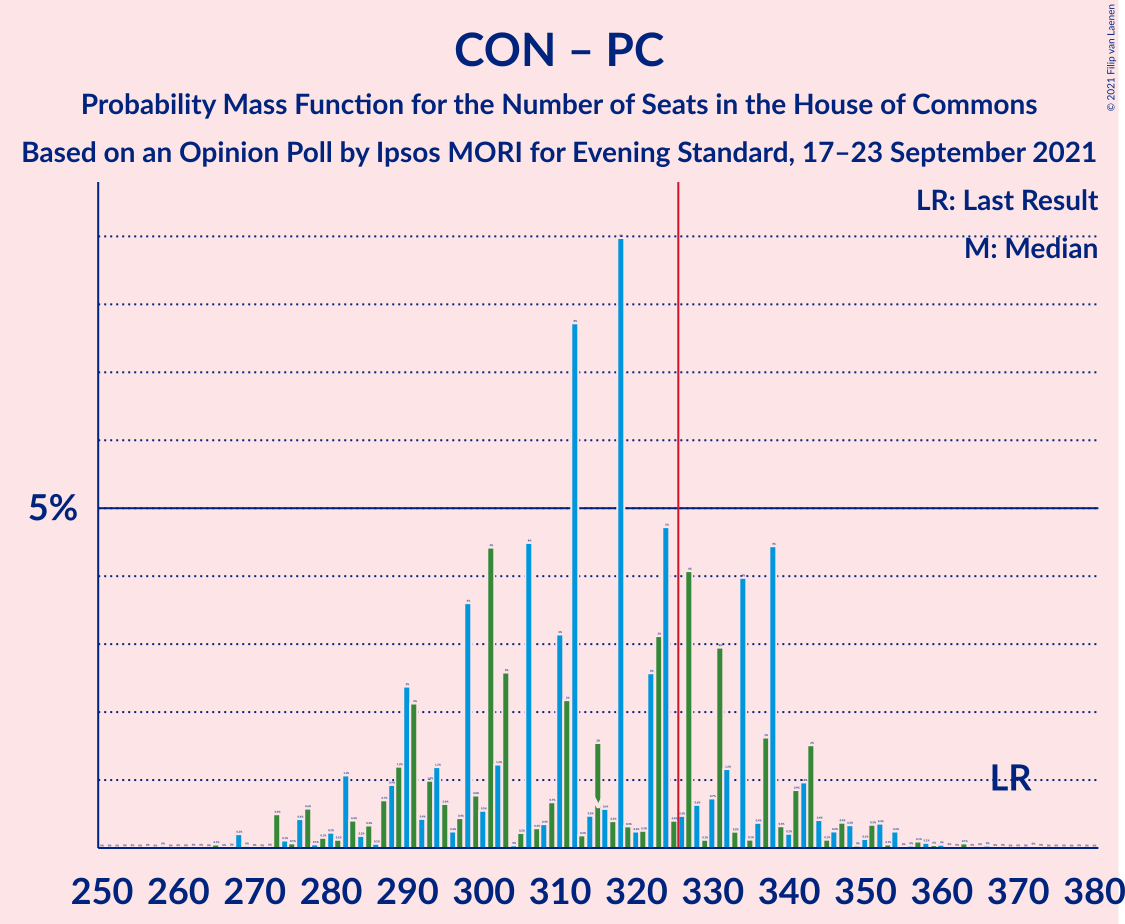 CON – PC
Probability Mass Function for the Number of Seats in the House of Commons
Based on an Opinion Poll by Ipsos MORI for Evening Standard, 17–23 September 2021
© 2021 Filip van Laenen
LR: Last Result
M: Median
5%
LR
250 260 270 280 290 300 310 320 330 340 350 360 370 380